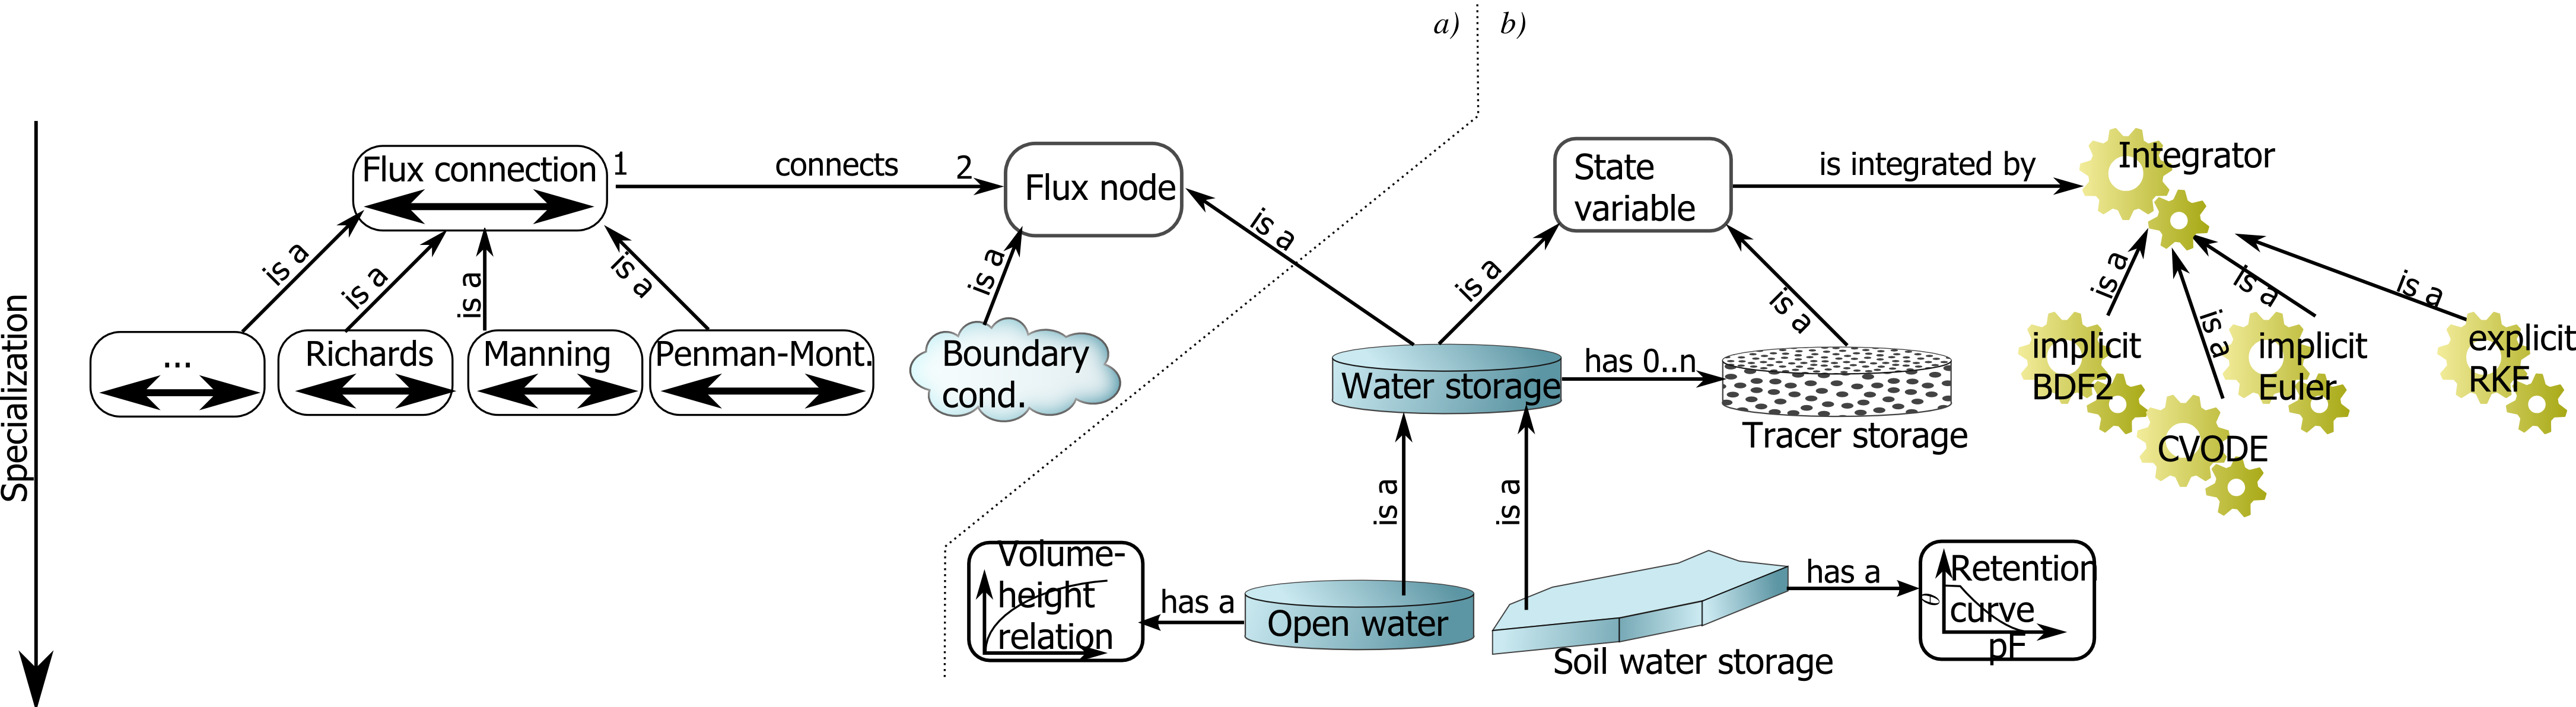 a)
b)
Specialization
Flux connection
1
connects
2
Flux node
State
variable
is integrated by
Integrator
is a
is a
is a
is a
is a
is a
is a
is a
is a
is a
is a
is a
...
Richards
Manning
Penman-Mont.
Boundary
cond.
Water storage
has 0..n
Tracer storage
implicit
BDF2
CVODE
implicit
Euler
explicit
RKF
is a
is a
Volume-
height
relation
has a
Open water
Soil water storage
has a
Retention
curve
θ
pF